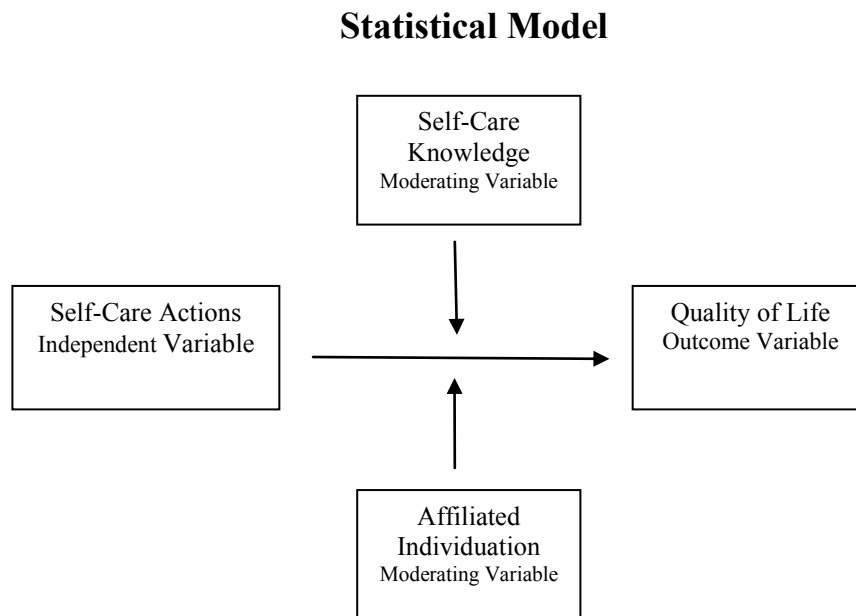 Statistical Model
Self-Care
Knowledge
Moderating Variable
Self-Care Actions
Independent Variable
Quality of Life
Outcome Variable
Affiliated
Individuation
Moderating Variable